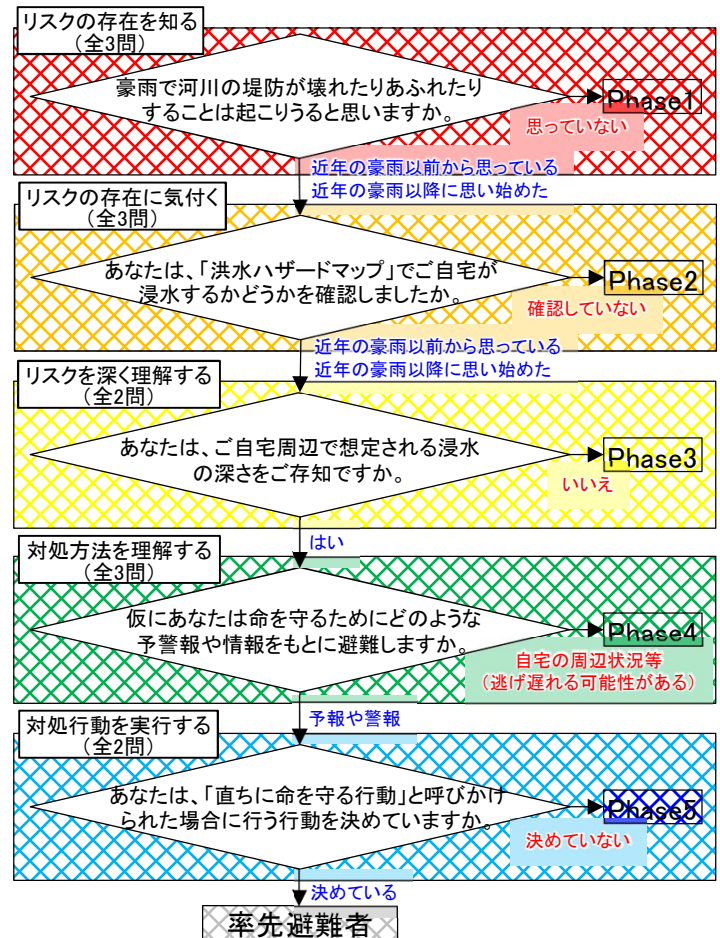 リスクの存在を知る
(全3問)
豪雨で河川の堤防が壊れたりあふれたり
することは起こりうると思いますか。
Phase1
思っていない
近年の豪雨以前から思っている
近年の豪雨以降に思い始めた
リスクの存在に気付く
(全3問)
あなたは、「洪水ハザードマップ」でご自宅が
浸水するかどうかを確認しましたか。
Phase2
確認していない
近年の豪雨以前から思っている
近年の豪雨以降に思い始めた
リスクを深く理解する
(全2問)
あなたは、ご自宅周辺で想定される浸水
の深さをご存知ですか。
Phase3
いいえ
はい
対処方法を理解する
(全3問)
仮にあなたは命を守るためにどのような
予警報や情報をもとに避難しますか。
Phase4
自宅の周辺状況等
(逃げ遅れる可能性がある)
予報や警報
対処行動を実行する
(全2問)
あなたは、「直ちに命を守る行動」と呼びかけ
られた場合に行う行動を決めていますか。
Phase5
決めていない
決めている
率先避難者